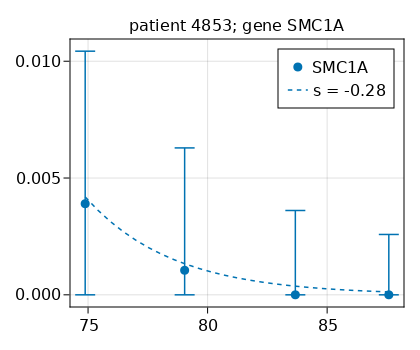 patient 4853; gene SMC1A
SMC1A
s = -0.28
0.010
0.005
0.000
75
80
85